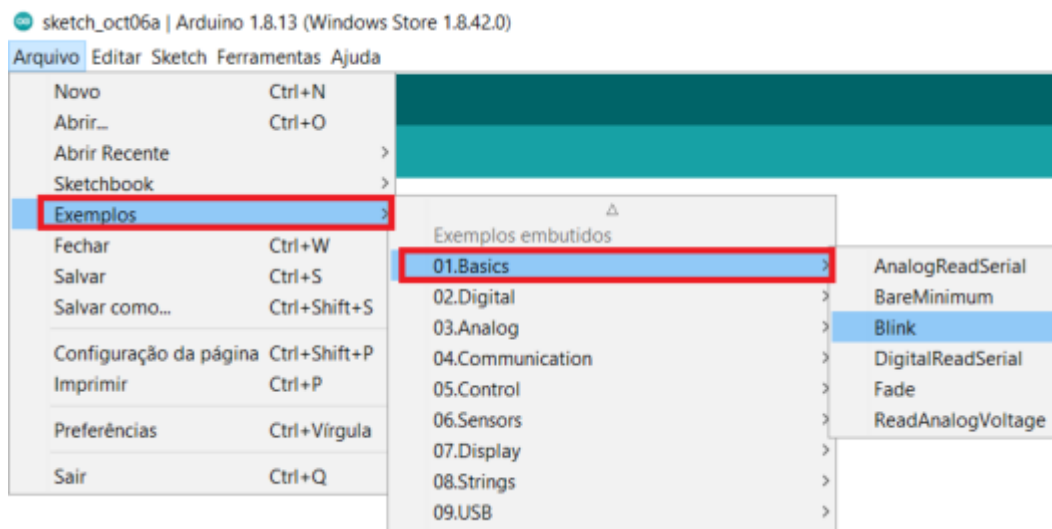 sketch_oct06a | Arduino 1.8.13 (Windows Store 1.8.42.0)
Arquivo Editar Sketch Ferramentas Ajuda
Novo Ctrl+N
Abrir... Ctrl+O
Abrir Recente
Sketchbook
Exemplos
Fechar Ctrl+W
Salvar Ctrl+S
Salvar como... Ctrl+Shift+S
Configuração da página Ctrl+Shift+P
Imprimir Ctrl+P
Preferências Ctrl+Vírgula
Sair Ctrl+Q
Exemplos embutidos
01.Basics
02.Digital
03.Analog
04.Communication
05.Control
06.Sensors
07.Display
08.Strings
09.USB
AnalogReadSerial
BareMinimum
Blink
DigitalReadSerial
Fade
ReadAnalogVoltage